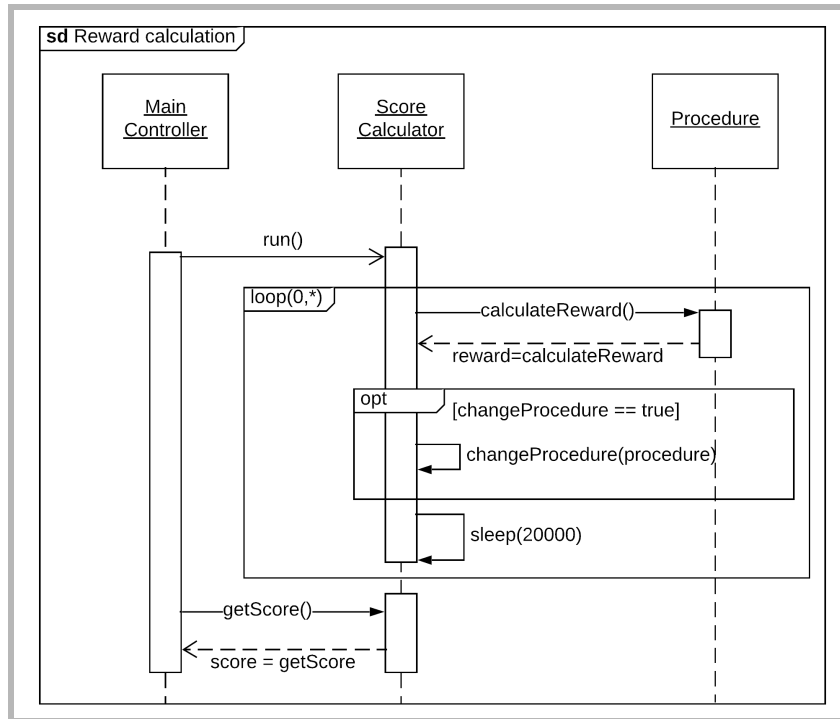 sd Reward calculation
Main
Controller
Score
Calculator
Procedure
run()
loop(0,*)
calculateReward()
reward=calculateReward
opt
[changeProcedure == true]
changeProcedure(procedure)
sleep(20000)
getScore()
score = getScore